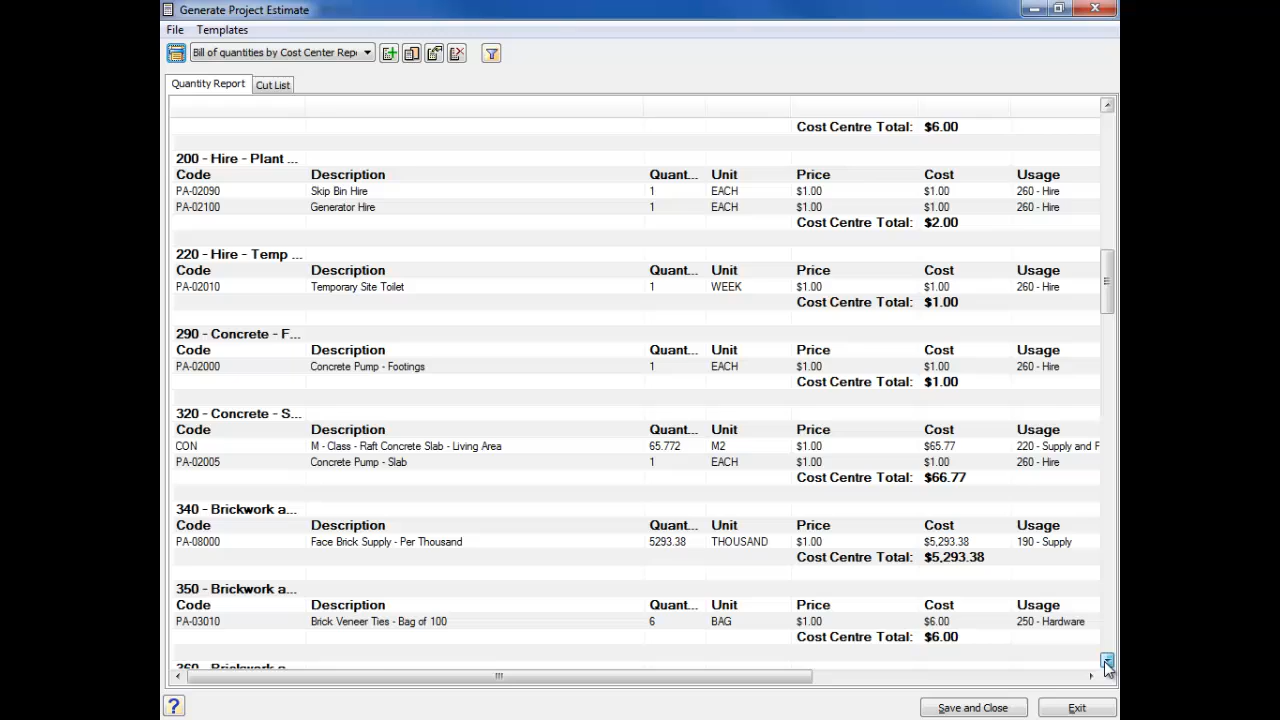 Generate Project Estimate
File Templates
Bill of quantities by Cost Center Rep
Quantity Report Cut List
Cost Centre Total: $6.00
200 - Hire - Plant ...
Code Description Quant... Unit Price Cost Usage
PA-02090 Skip Bin Hire 1 EACH $1.00 $1.00 260 - Hire
PA-02100 Generator Hire 1 EACH $1.00 $1.00 260 - Hire
Cost Centre Total: $2.00
220 - Hire - Temp ...
Code Description Quant... Unit Price Cost Usage
PA-02010 Temporary Site Toilet 1 WEEK $1.00 $1.00 260 - Hire
Cost Centre Total: $1.00
290 - Concrete - F...
Code Description Quant... Unit Price Cost Usage
PA-02000 Concrete Pump - Footings 1 EACH $1.00 $1.00 260 - Hire
Cost Centre Total: $1.00
320 - Concrete - S...
Code Description Quant... Unit Price Cost Usage
CON M - Class - Raft Concrete Slab - Living Area 65.772 M2 $1.00 $65.77 220 - Supply and F
PA-02005 Concrete Pump - Slab 1 EACH $1.00 $1.00 260 - Hire
Cost Centre Total: $66.77
340 - Brickwork a...
Code Description Quant... Unit Price Cost Usage
PA-08000 Face Brick Supply - Per Thousand 5293.38 THOUSAND $1.00 $5,293.38 190 - Supply
Cost Centre Total: $5,293.38
350 - Brickwork a...
Code Description Quant... Unit Price Cost Usage
PA-03010 Brick Veneer Ties - Bag of 100 6 BAG $1.00 $6.00 250 - Hardware
Cost Centre Total: $6.00
360 - Brickwork a...
? Save and Close Exit